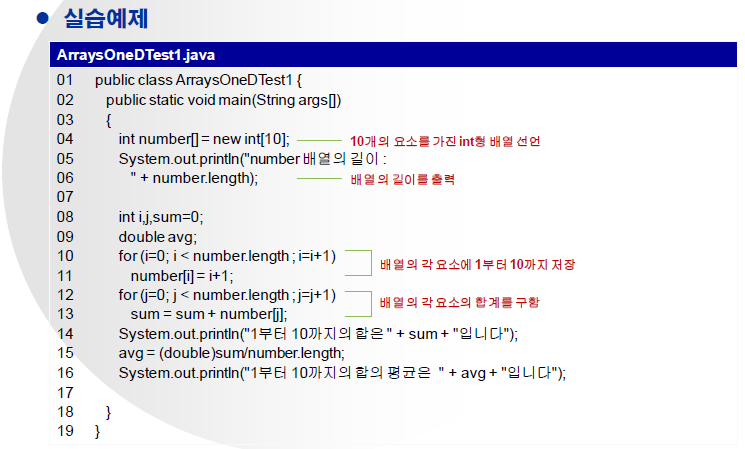 • 실습예제
ArraysOneDTest1.java
01 public class ArraysOneDTest1 {
02 public static void main(String args[])
03 {
04 int number[] = new int[10]; 10개의 요소를 가진 int형 배열 선언
05 System.out.println("number 배열의 길이 :
06 " + number.length); 배열의 길이를 출력
07
08 int i,j,sum=0;
09 double avg;
10 for (i=0; i < number.length ; i=i+1)
배열의 각 요소에 1부터 10까지 저장
11 number[i] = i+1;
12 for (j=0; j < number.length ; j=j+1)
배열의 각 요소의 합계를 구함
13 sum = sum + number[j];
14 System.out.println("1부터 10까지의 합은 " + sum + "입니다");
15 avg = (double)sum/number.length;
16 System.out.println("1부터 10까지의 합의 평균은 " + avg + "입니다");
17
18 }
19 }